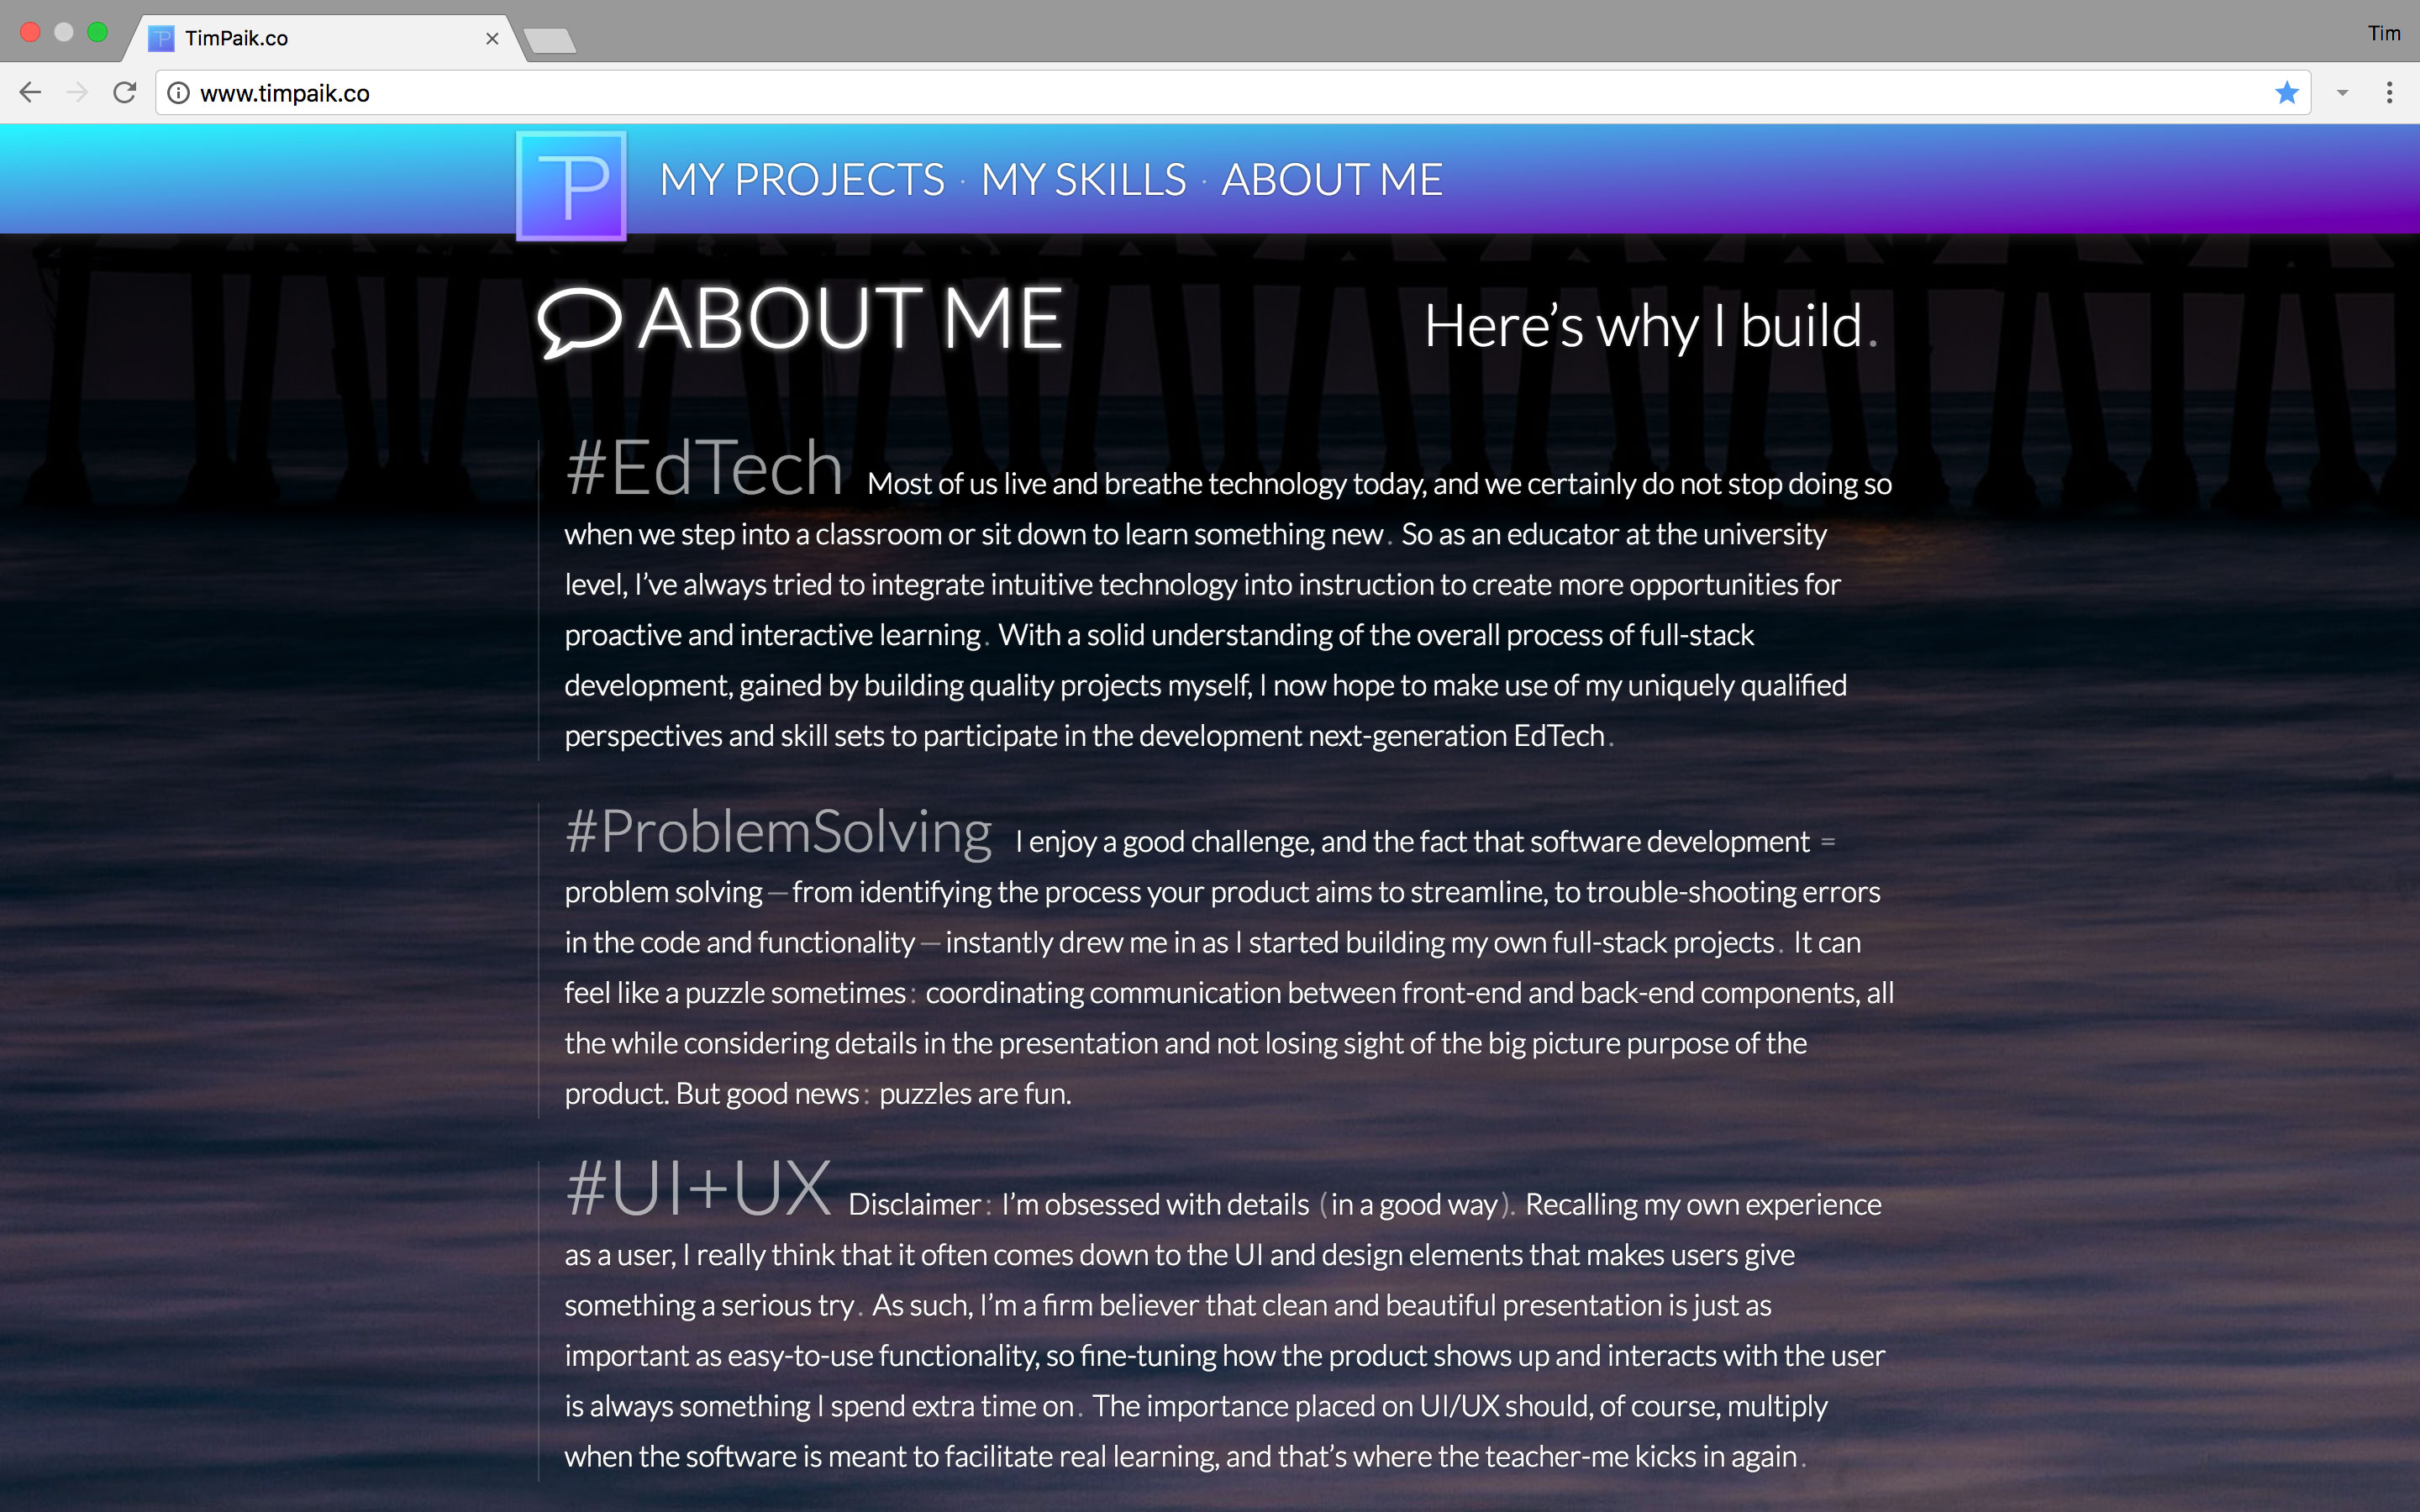 TimPaik.co
Tim
www.timpaik.co
TP MY PROJECTS · MY SKILLS · ABOUT ME
ABOUT ME
Here’s why I build.
#EdTech Most of us live and breathe technology today, and we certainly do not stop doing so
when we step into a classroom or sit down to learn something new. So as an educator at the university
level, I’ve always tried to integrate intuitive technology into instruction to create more opportunities for
proactive and interactive learning. With a solid understanding of the overall process of full-stack
development, gained by building quality projects myself, I now hope to make use of my uniquely qualified
perspectives and skill sets to participate in the development next-generation EdTech.
#ProblemSolving I enjoy a good challenge, and the fact that software development =
problem solving — from identifying the process your product aims to streamline, to trouble-shooting errors
in the code and functionality — instantly drew me in as I started building my own full-stack projects. It can
feel like a puzzle sometimes: coordinating communication between front-end and back-end components, all
the while considering details in the presentation and not losing sight of the big picture purpose of the
product. But good news: puzzles are fun.
#UI+UX Disclaimer: I’m obsessed with details (in a good way). Recalling my own experience
as a user, I really think that it often comes down to the UI and design elements that makes users give
something a serious try. As such, I’m a firm believer that clean and beautiful presentation is just as
important as easy-to-use functionality, so fine-tuning how the product shows up and interacts with the user
is always something I spend extra time on. The importance placed on UI/UX should, of course, multiply
when the software is meant to facilitate real learning, and that’s where the teacher-me kicks in again.